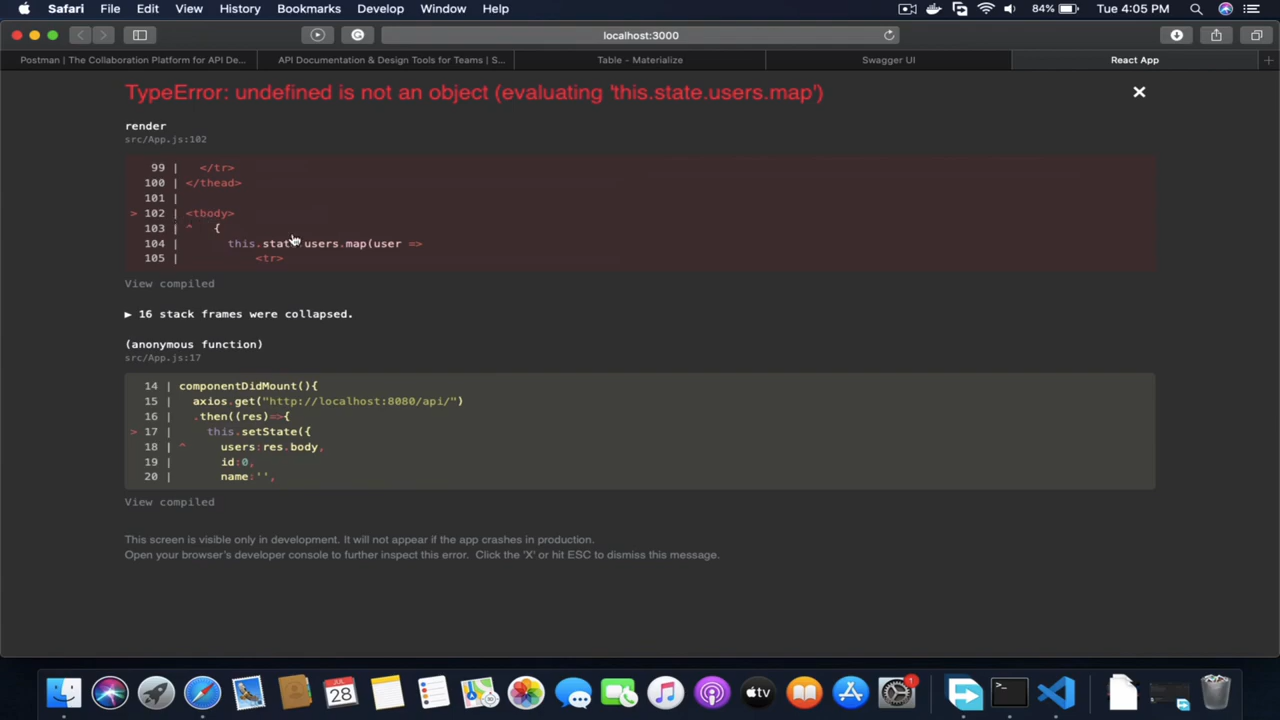 Safari File Edit View History Bookmarks Develop Window Help 84% Tue 4:05 PM
localhost:3000
Postman | The Collaboration Platform for API De... API Documentation & Design Tools for Teams | S... Table - Materialize Swagger UI React App
TypeError: undefined is not an object (evaluating 'this.state.users.map')
render
src/App.js:102
99 | </tr>
100 | </thead>
101 |
> 102 | <tbody>
103 | ^ {
104 | this.state.users.map(user =>
105 | <tr>
View compiled
▶ 16 stack frames were collapsed.
(anonymous function)
src/App.js:17
14 | componentDidMount(){
15 | axios.get("http://localhost:8080/api/")
16 | .then((res)=>{
> 17 | this.setState({
18 | ^ users:res.body,
19 | id:0,
20 | name:'',
View compiled
This screen is visible only in development. It will not appear if the app crashes in production.
Open your browser's developer console to further inspect this error. Click the 'X' or hit ESC to dismiss this message.
JUL
28
tv
1